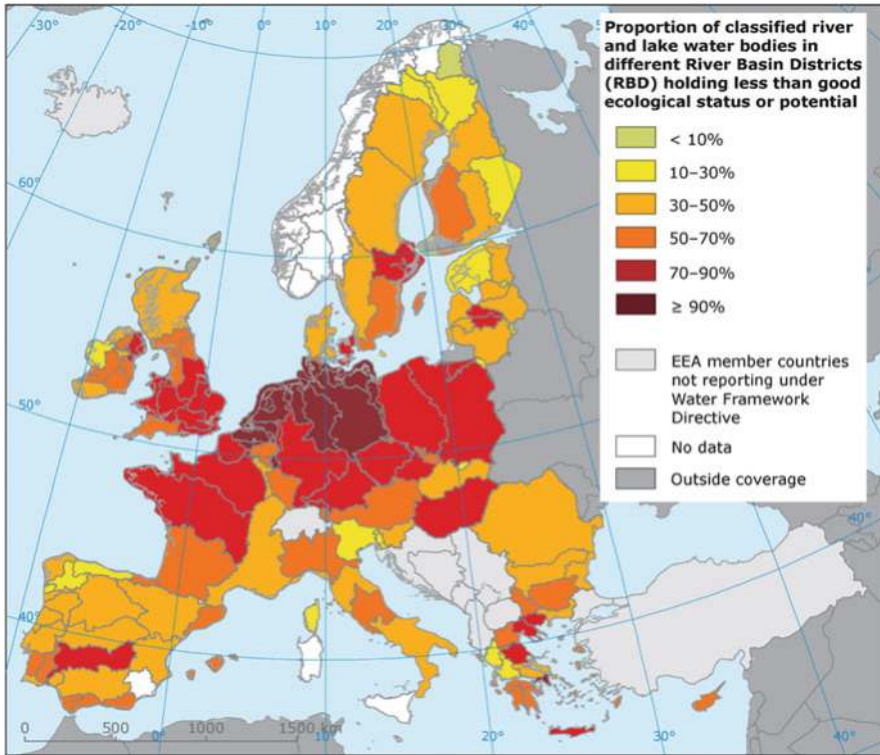 -30°
-20°
-10°
0°
10°
20°
30°
40°
50°
60°
70°
Proportion of classified river
and lake water bodies in
different River Basin Districts
(RBD) holding less than good
ecological status or potential
< 10%
10–30%
30–50%
50–70%
70–90%
≥ 90%
EEA member countries
not reporting under
Water Framework
Directive
No data
Outside coverage
60°
50°
40°
40°
0
500
1000
1500 km
0°
10°
20°
30°
40°